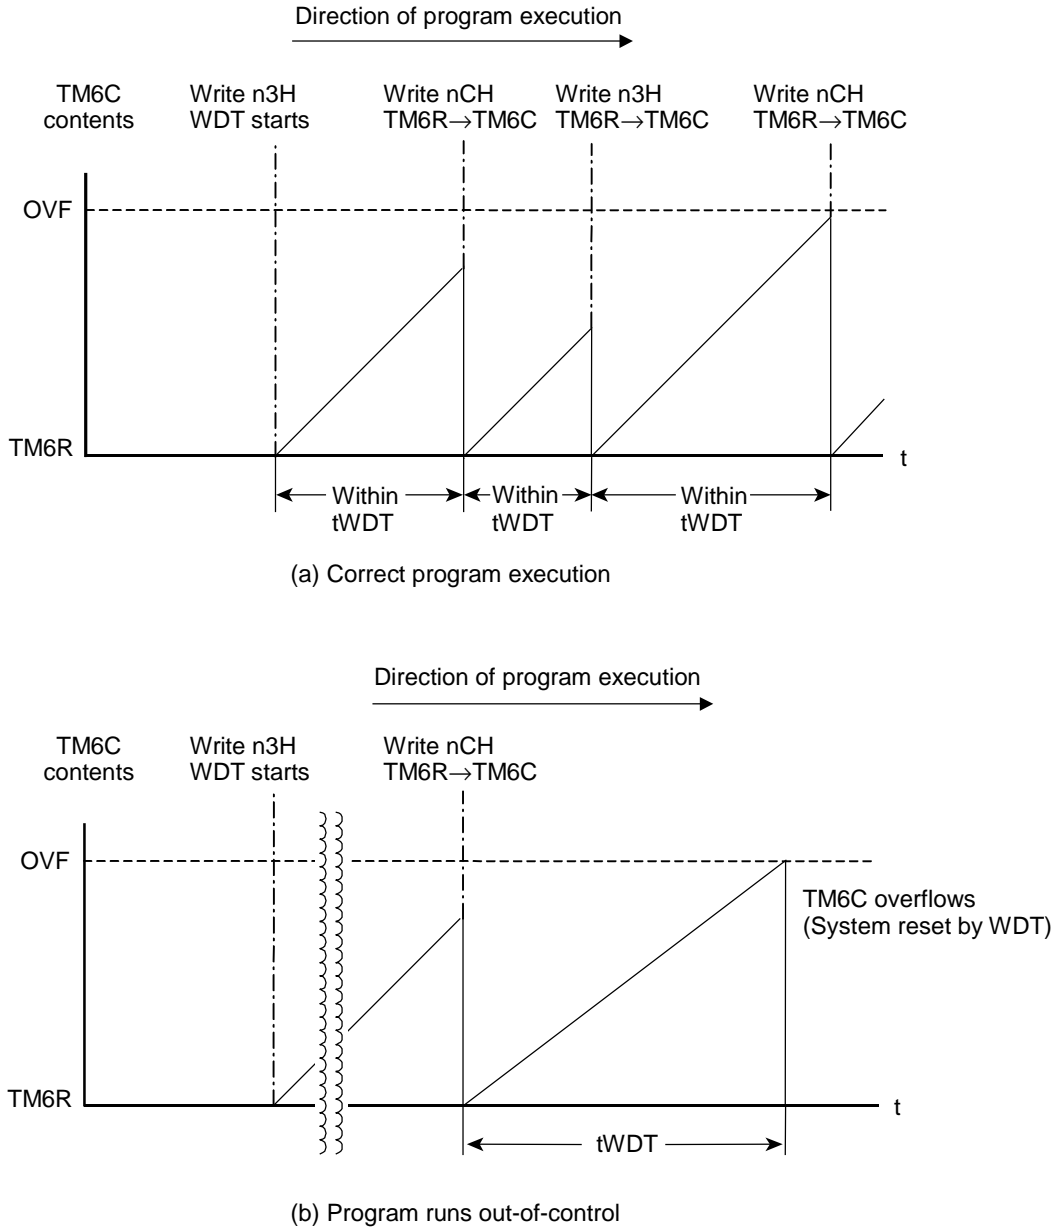 Direction of program execution
TM6C contents
Write n3H WDT starts
Write nCH TM6R→TM6C
Write n3H TM6R→TM6C
Write nCH TM6R→TM6C
OVF
TM6R
t
Within tWDT
Within tWDT
Within tWDT
(a) Correct program execution
Direction of program execution
TM6C contents
Write n3H WDT starts
Write nCH TM6R→TM6C
OVF
TM6C overflows
(System reset by WDT)
TM6R
t
tWDT
(b) Program runs out-of-control